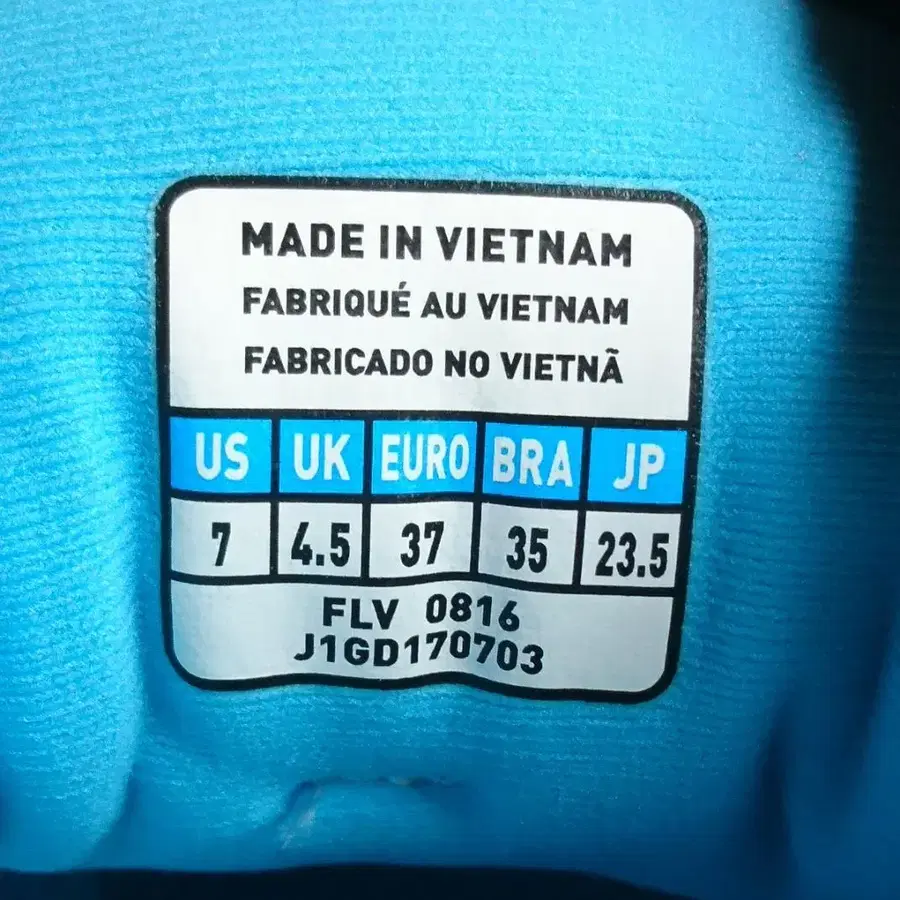 MADE IN VIETNAM
FABRIQUÉ AU VIETNAM
FABRICADO NO VIETNÃ
US UK EURO BRA JP
7 4.5 37 35 23.5
FLV 0816
J1GD170703